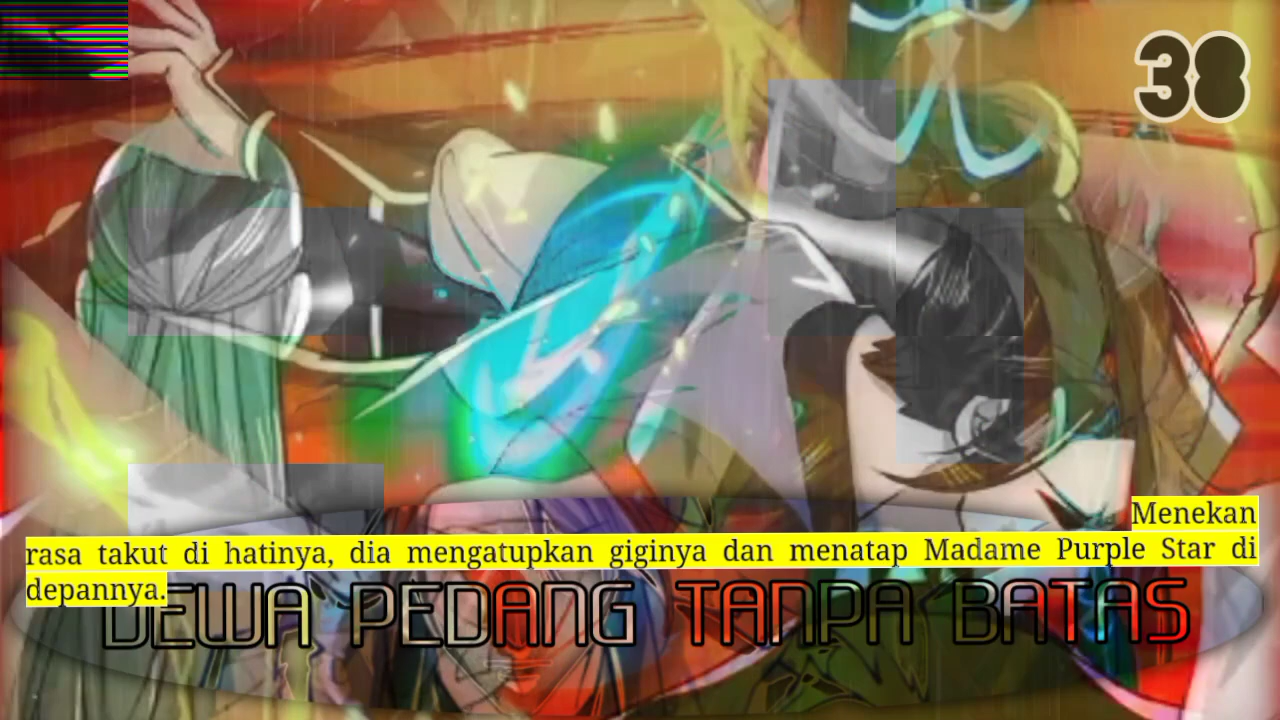 38
Menekan
rasa takut di hatinya, dia mengatupkan giginya dan menatap Madame Purple Star di
depannya.
DEWA PEDANG TANPA BATAS